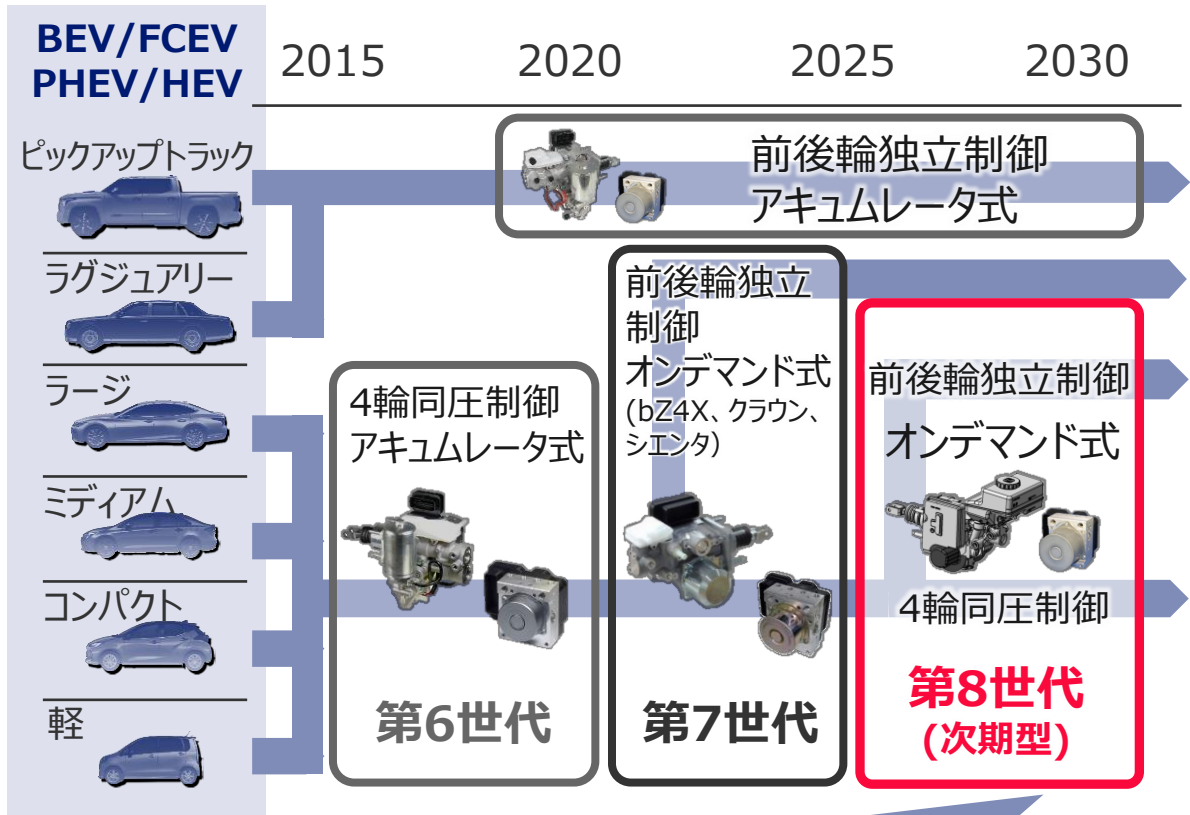 BEV/FCEV
PHEV/HEV
2015
2020
2025
2030
ピックアップトラック
前後輪独立制御
アキュムレータ式
ラグジュアリー
ラージ
ミディアム
コンパクト
軽
4輪同圧制御
アキュムレータ式
第6世代
前後輪独立
制御
オンデマンド式
(bZ4X、クラウン、
シエンタ)
第7世代
前後輪独立制御
オンデマンド式
4輪同圧制御
第8世代
(次期型)